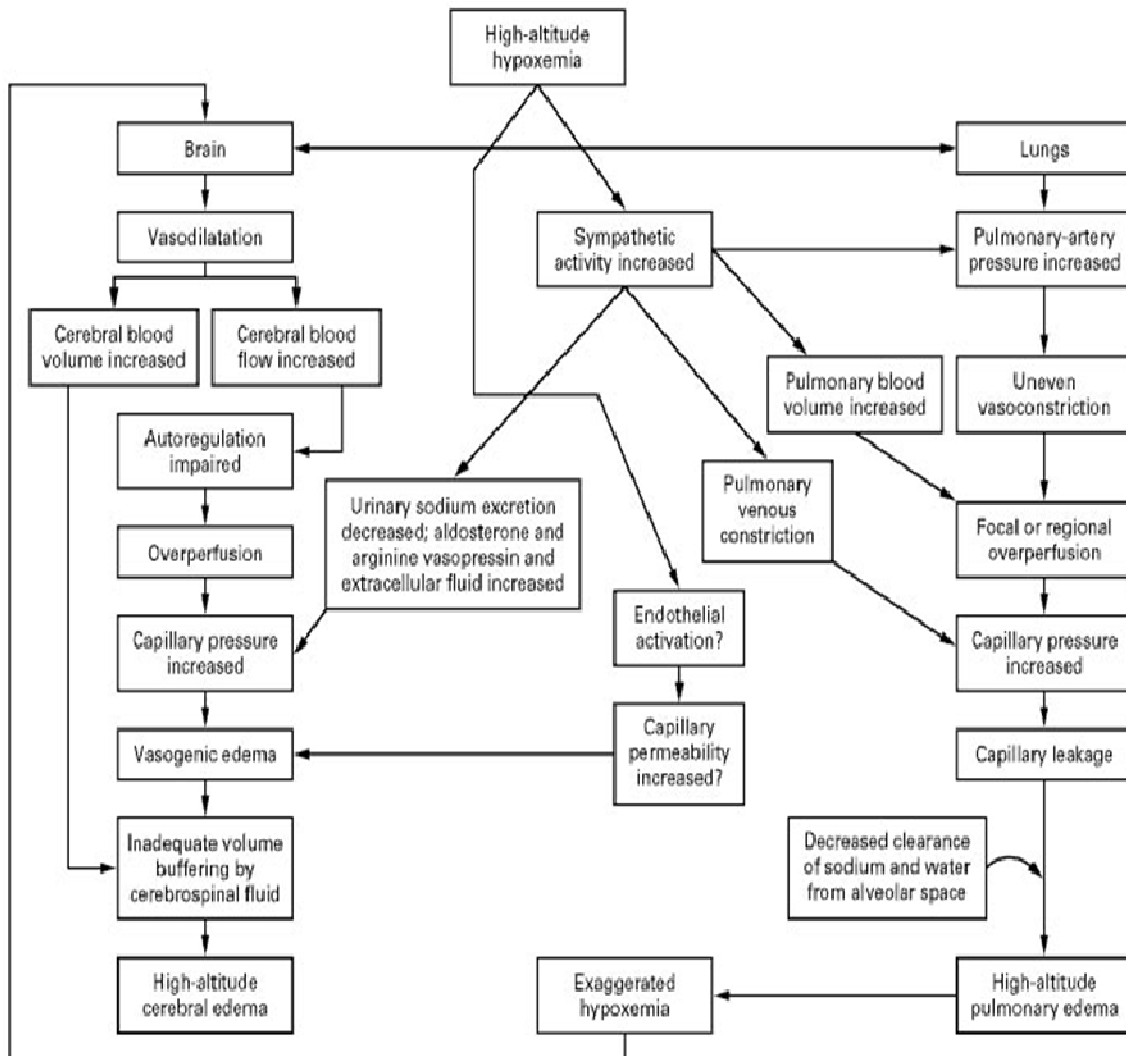 High-altitude
hypoxemia
Brain
Lungs
Vasodilatation
Sympathetic
activity increased
Pulmonary-artery
pressure increased
Cerebral blood
volume increased
Cerebral blood
flow increased
Pulmonary blood
volume increased
Uneven
vasoconstriction
Autoregulation
impaired
Urinary sodium excretion
decreased; aldosterone and
arginine vasopressin and
extracellular fluid increased
Pulmonary
venous
constriction
Focal or regional
overperfusion
Overperfusion
Endothelial
activation?
Capillary pressure
increased
Capillary pressure
increased
Vasogenic edema
Capillary
permeability
increased?
Capillary leakage
Inadequate volume
buffering by
cerebrospinal fluid
Decreased clearance
of sodium and water
from alveolar space
High-altitude
cerebral edema
Exaggerated
hypoxemia
High-altitude
pulmonary edema